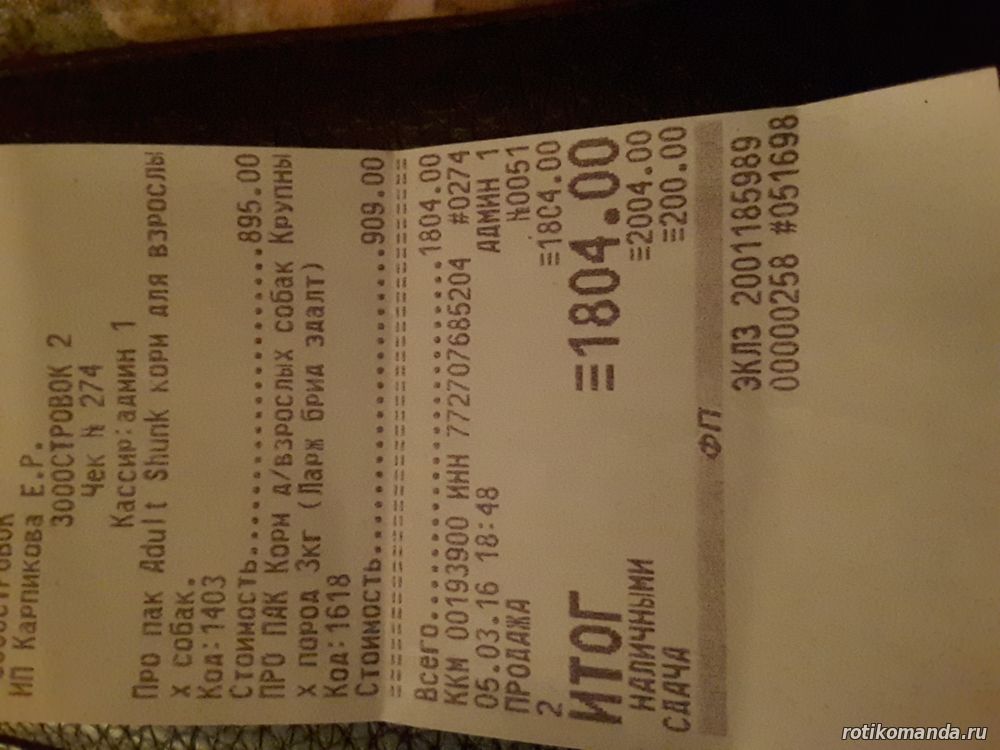 ИП Карпикова Е.Р.
ЗОООСТРОВОК 2
Чек № 274
Кассир:админ 1
Про пак Adult Shunk корм для взрослы
х собак.
Код:1403
Стоимость..................895.00
ПРО ПАК Корм д/взрослых собак Крупны
х пород 3кг (Ларж брид эдалт)
Код:1618
Стоимость..................909.00
Всего......................1804.00
ККМ 00193900 ИНН 772707685204 #0274
05.03.16 18:48 АДМИН 1
ПРОДАЖА №0051
2 ≡1804.00
ИТОГ ≡1804.00
НАЛИЧНЫМИ ≡2004.00
СДАЧА ≡200.00
ФП
ЭКЛЗ 2001185989
00000258 #051698
rotikomanda.ru